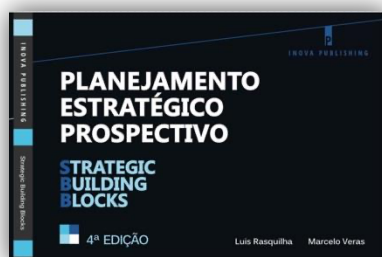 INOVA PUBLISHING
Strategic Building Blocks
INOVA PUBLISHING
PLANEJAMENTO
ESTRATÉGICO
PROSPECTIVO
STRATEGIC
BUILDING
BLOCKS
4ª EDIÇÃO
Luis Rasquilha Marcelo Veras